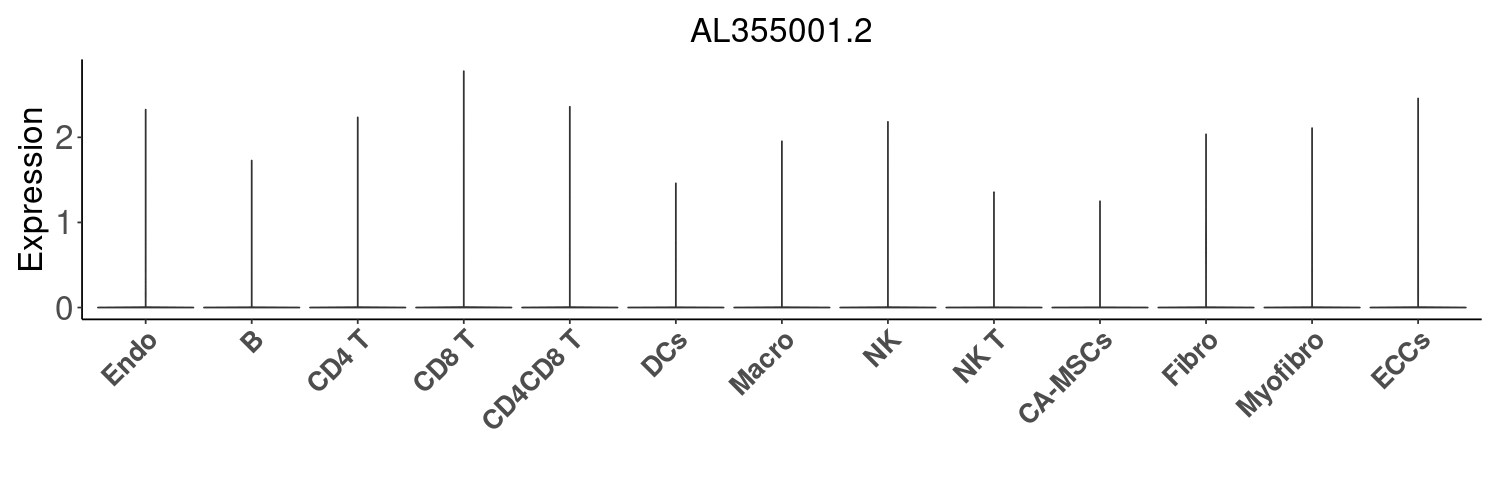 AL355001.2
Expression
2
1
0
Endo
B
CD4 T
CD8 T
CD4CD8 T
DCs
Macro
NK
NK T
CA-MSCs
Fibro
Myofibro
ECCs